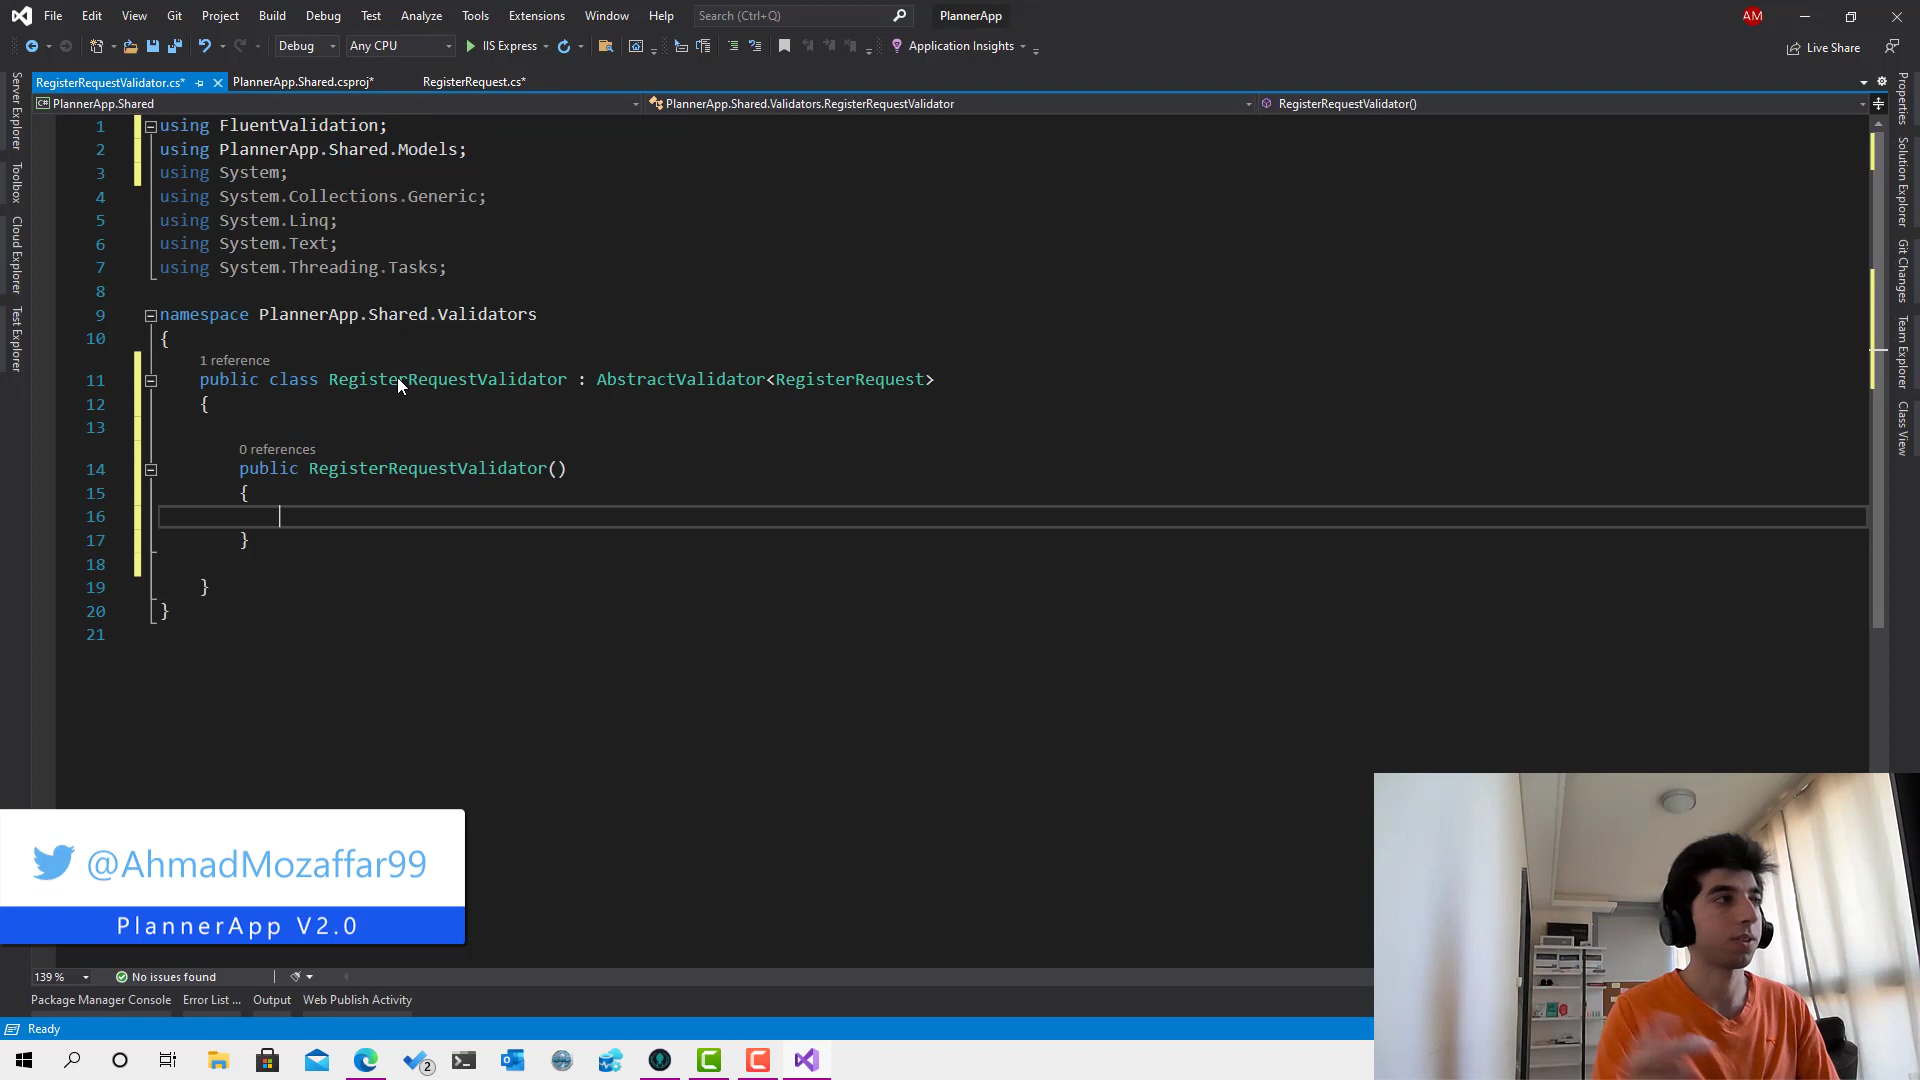 File Edit View Git Project Build Debug Test Analyze Tools Extensions Window Help Search (Ctrl+Q) PlannerApp AM
Debug Any CPU IIS Express Application Insights Live Share
RegisterRequestValidator.cs* PlannerApp.Shared.csproj* RegisterRequest.cs*
PlannerApp.Shared PlannerApp.Shared.Validators.RegisterRequestValidator RegisterRequestValidator()
Server Explorer
Toolbox
Cloud Explorer
Test Explorer
1 using FluentValidation;
2 using PlannerApp.Shared.Models;
3 using System;
4 using System.Collections.Generic;
5 using System.Linq;
6 using System.Text;
7 using System.Threading.Tasks;
8
9 namespace PlannerApp.Shared.Validators
10 {
1 reference
11 public class RegisterRequestValidator : AbstractValidator<RegisterRequest>
12 {
13
0 references
14 public RegisterRequestValidator()
15 {
16
17 }
18
19 }
20 }
21
Properties
Solution Explorer
Git Changes
Team Explorer
Class View
@AhmadMozaffar99
PlannerApp V2.0
139 % No issues found
Package Manager Console Error List ... Output Web Publish Activity
Ready
2